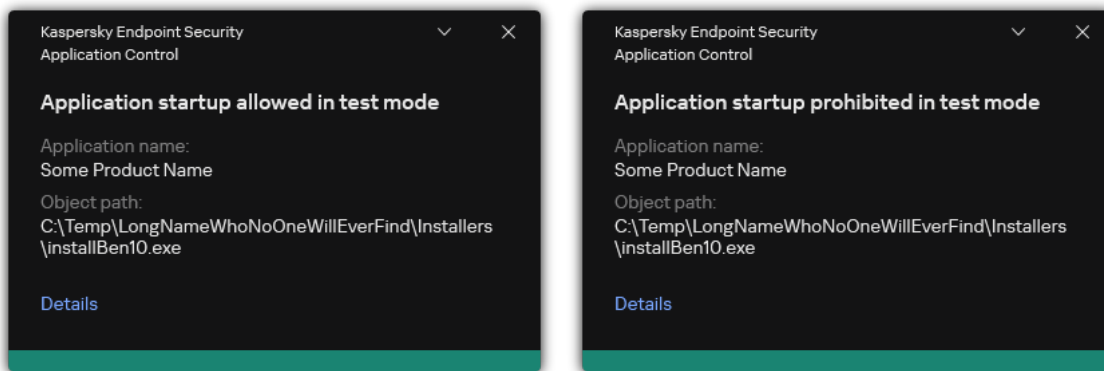 Kaspersky Endpoint Security
Application Control
Application startup allowed in test mode
Application name:
Some Product Name
Object path:
C:\Temp\LongNameWhoNoOneWillEverFind\Installers
\installBen10.exe
Details
Kaspersky Endpoint Security
Application Control
Application startup prohibited in test mode
Application name:
Some Product Name
Object path:
C:\Temp\LongNameWhoNoOneWillEverFind\Installers
\installBen10.exe
Details